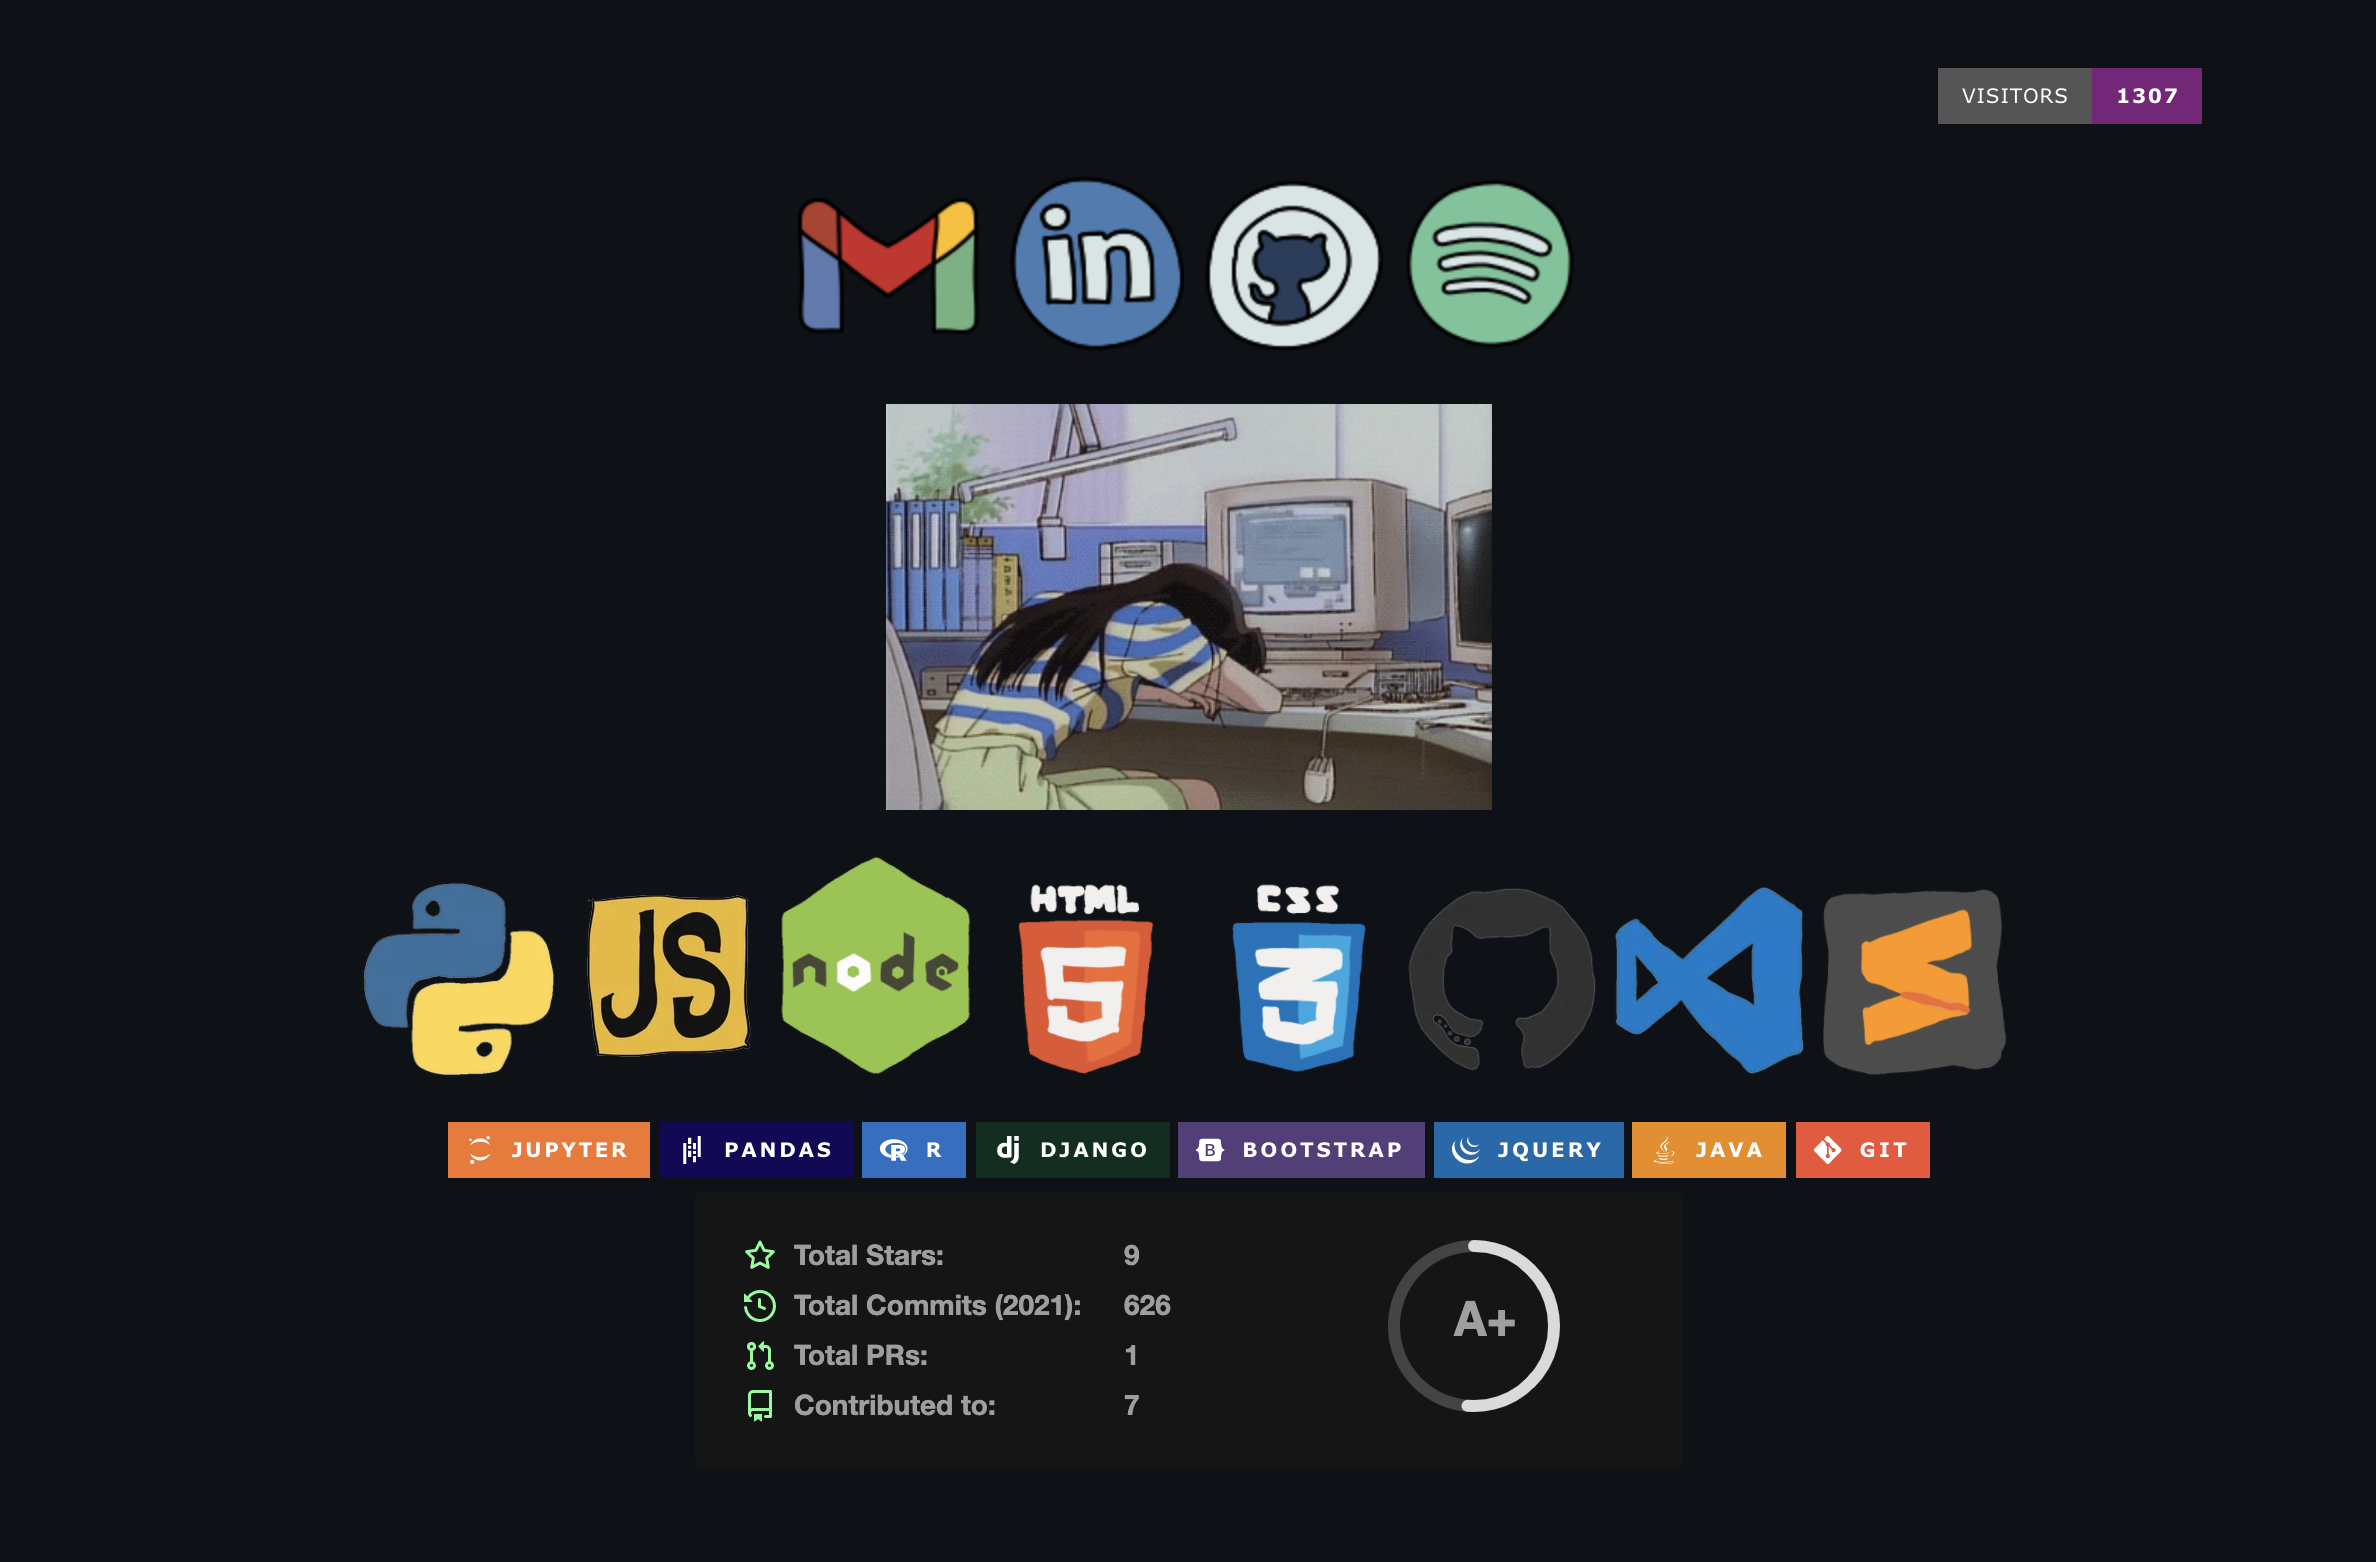 VISITORS 1307
in
JS
node
HTML
5
CSS
3
JUPYTER PANDAS R DJANGO BOOTSTRAP JQUERY JAVA GIT
Total Stars: 9
Total Commits (2021): 626
Total PRs: 1
Contributed to: 7
A+